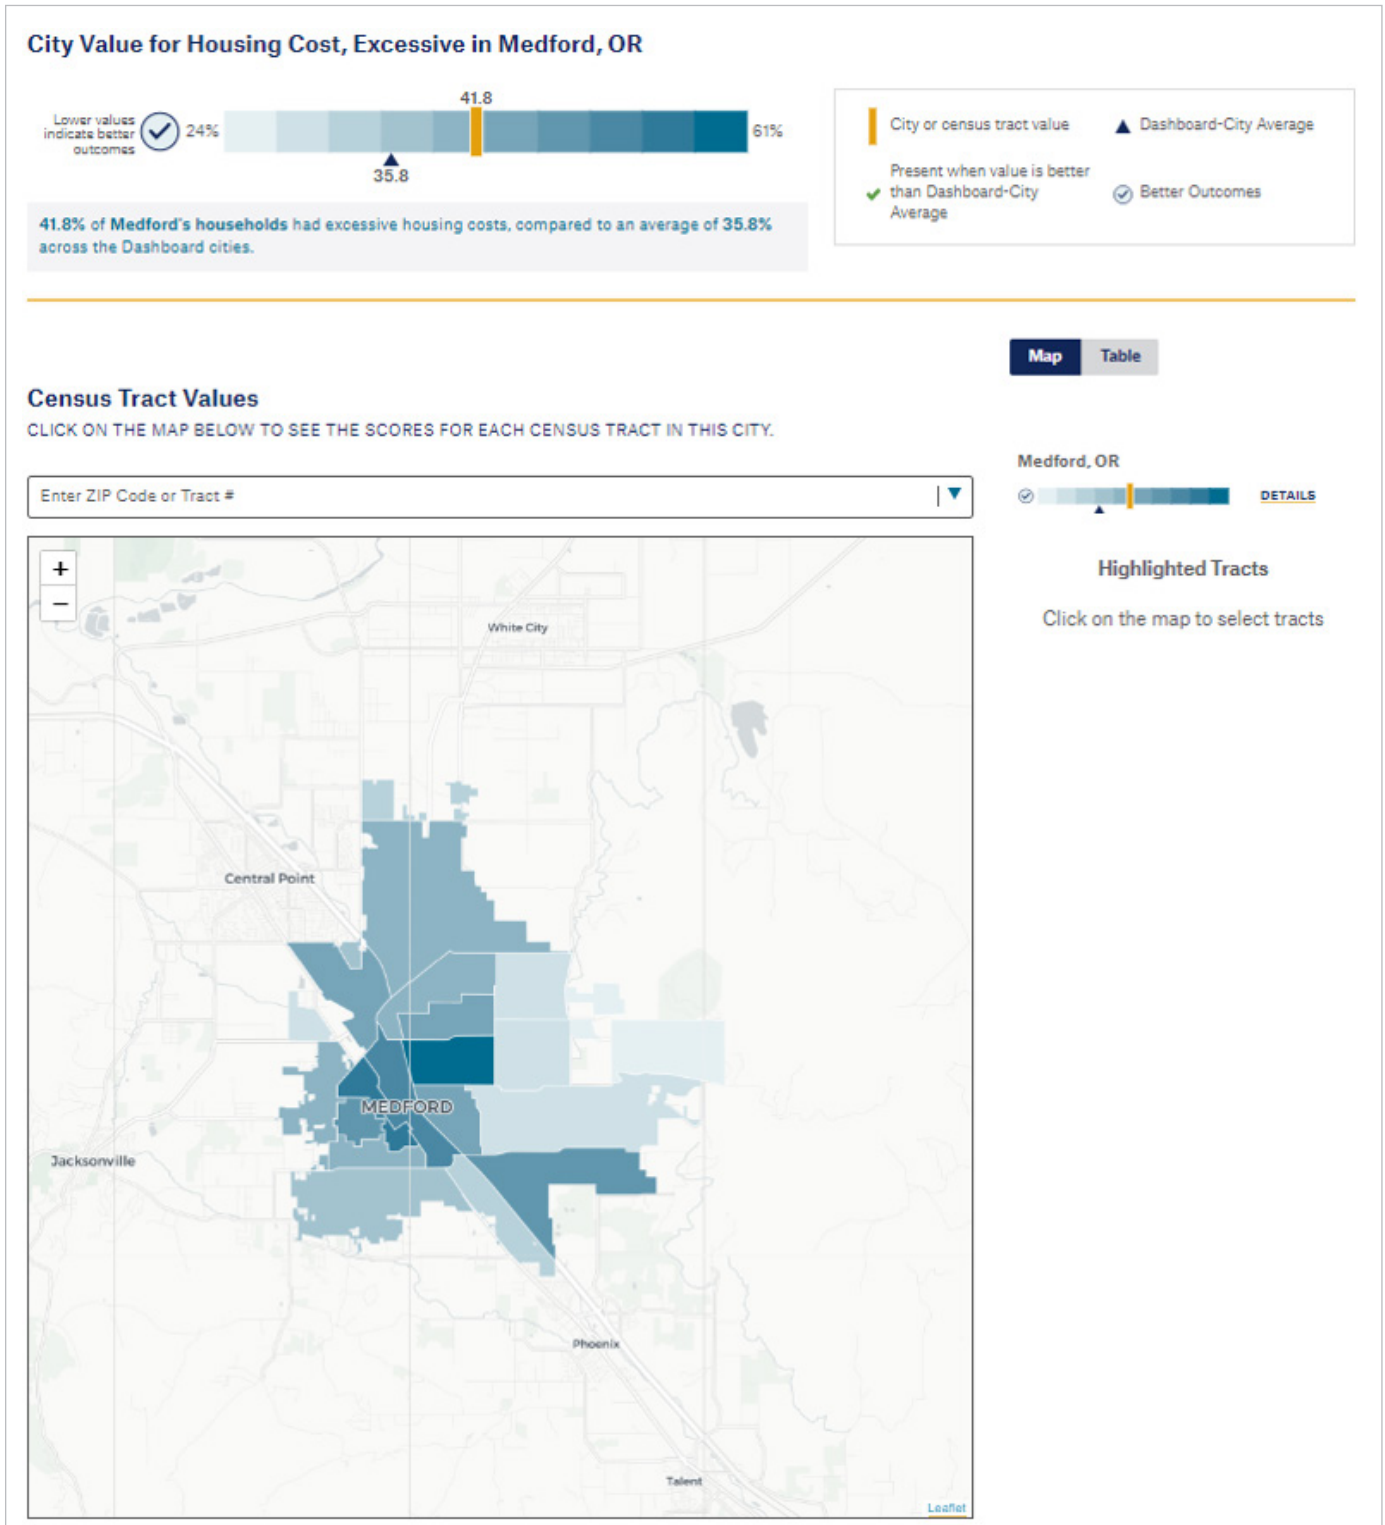 City Value for Housing Cost, Excessive in Medford, OR
41.8
Lower values
indicate better
outcomes
24%
61%
35.8
41.8% of Medford's households had excessive housing costs, compared to an average of 35.8%
across the Dashboard cities.
City or census tract value
Dashboard-City Average
Present when value is better
than Dashboard-City
Average
Better Outcomes
Map
Table
Census Tract Values
CLICK ON THE MAP BELOW TO SEE THE SCORES FOR EACH CENSUS TRACT IN THIS CITY.
Enter ZIP Code or Tract #
Medford, OR
DETAILS
Highlighted Tracts
Click on the map to select tracts
+
−
White City
Central Point
MEDFORD
Jacksonville
Phoenix
Talent
Leaflet